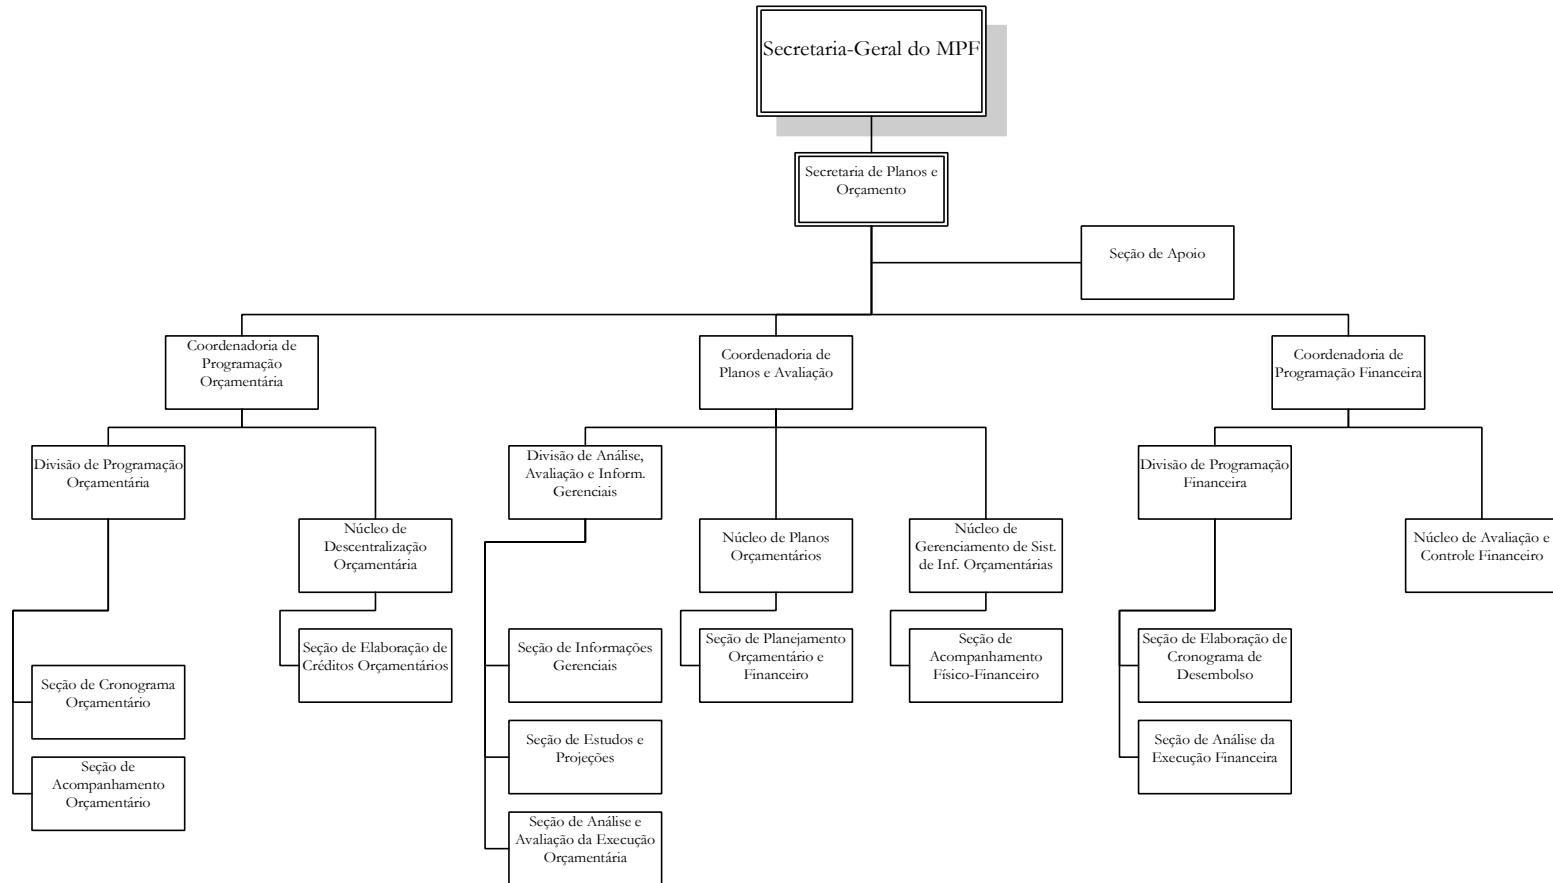 Secretaria-Geral do MPF
Secretaria de Planos e
Orçamento
Seção de Apoio
Coordenadoria de
Programação
Orçamentária
Coordenadoria de
Planos e Avaliação
Coordenadoria de
Programação Financeira
Divisão de Programação
Orçamentária
Núcleo de
Descentralização
Orçamentária
Divisão de Análise,
Avaliação e Inform.
Gerenciais
Núcleo de Planos
Orçamentários
Núcleo de
Gerenciamento de Sist.
de Inf. Orçamentárias
Divisão de Programação
Financeira
Núcleo de Avaliação e
Controle Financeiro
Seção de Cronograma
Orçamentário
Seção de
Acompanhamento
Orçamentário
Seção de Elaboração de
Créditos Orçamentários
Seção de Informações
Gerenciais
Seção de Estudos e
Projeções
Seção de Análise e
Avaliação da Execução
Orçamentária
Seção de Planejamento
Orçamentário e
Financeiro
Seção de
Acompanhamento
Físico-Financeiro
Seção de Elaboração de
Cronograma de
Desembolso
Seção de Análise da
Execução Financeira